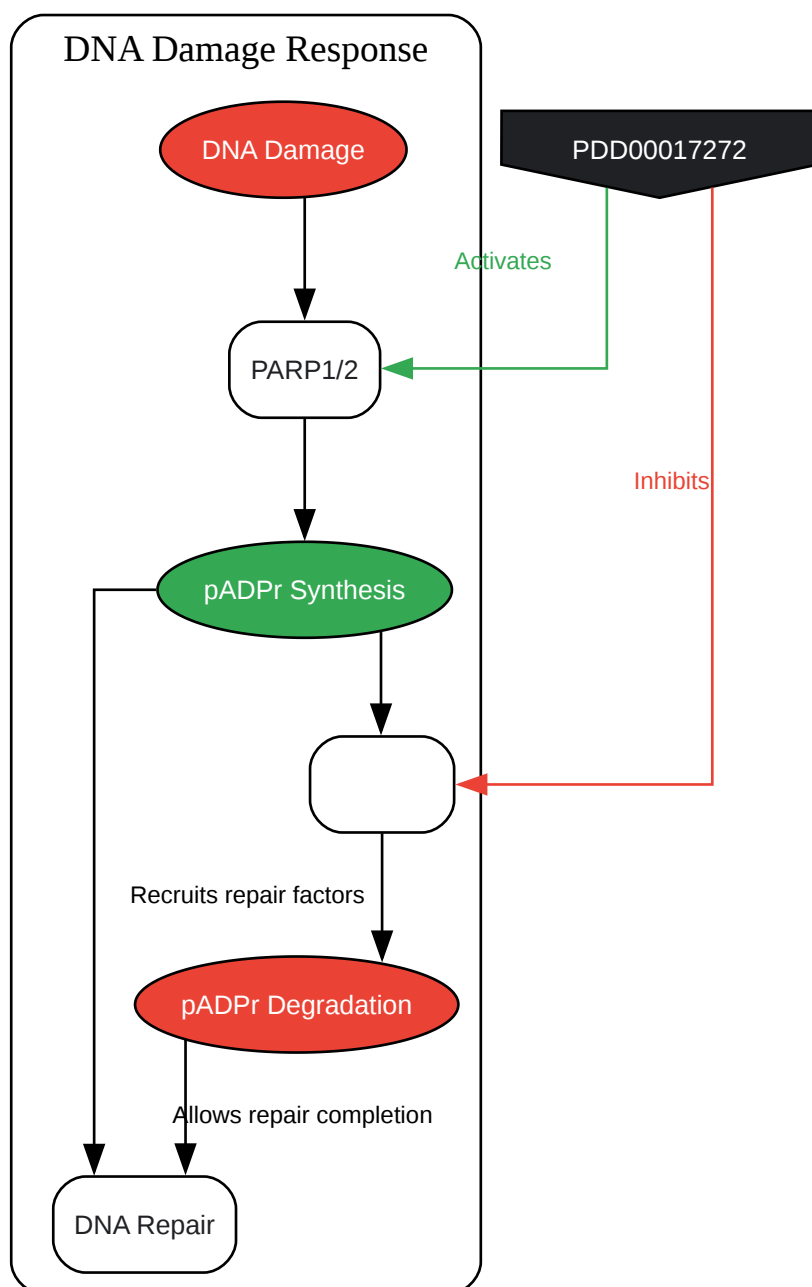 DNA Damage Response
DNA Damage
PDD00017272
Activates
PARP1/2
Inhibits
pADPr Synthesis
Recruits repair factors
pADPr Degradation
Allows repair completion
DNA Repair